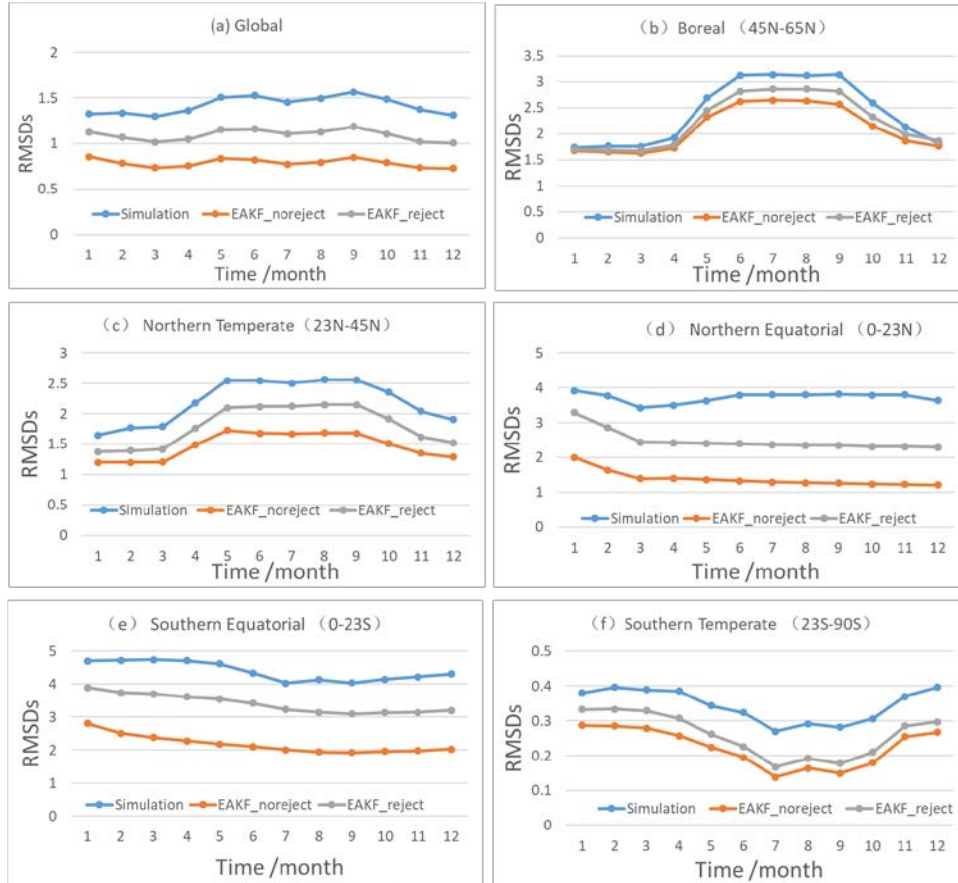 (a) Global
RMSDs
2
1.5
1
0.5
0
Simulation EAKF_noreject EAKF_reject
1 2 3 4 5 6 7 8 9 10 11 12
Time /month
(b) Boreal （45N-65N）
RMSDs
3.5
3
2.5
2
1.5
1
0.5
0
Simulation EAKF_noreject EAKF_reject
1 2 3 4 5 6 7 8 9 10 11 12
Time /month
（c） Northern Temperate（23N-45N）
RMSDs
3
2.5
2
1.5
1
0.5
0
Simulation EAKF_noreject EAKF_reject
1 2 3 4 5 6 7 8 9 10 11 12
Time /month
（d） Northern Equatorial （0-23N）
RMSDs
5
4
3
2
1
0
Simulation EAKF_noreject EAKF_reject
1 2 3 4 5 6 7 8 9 10 11 12
Time /month
（e） Southern Equatorial （0-23S）
RMSDs
5
4
3
2
1
0
Simulation EAKF_noreject EAKF_reject
1 2 3 4 5 6 7 8 9 10 11 12
Time /month
（f） Southern Temperate （23S-90S）
RMSDs
0.5
0.4
0.3
0.2
0.1
0
Simulation EAKF_noreject EAKF_reject
1 2 3 4 5 6 7 8 9 10 11 12
Time /month